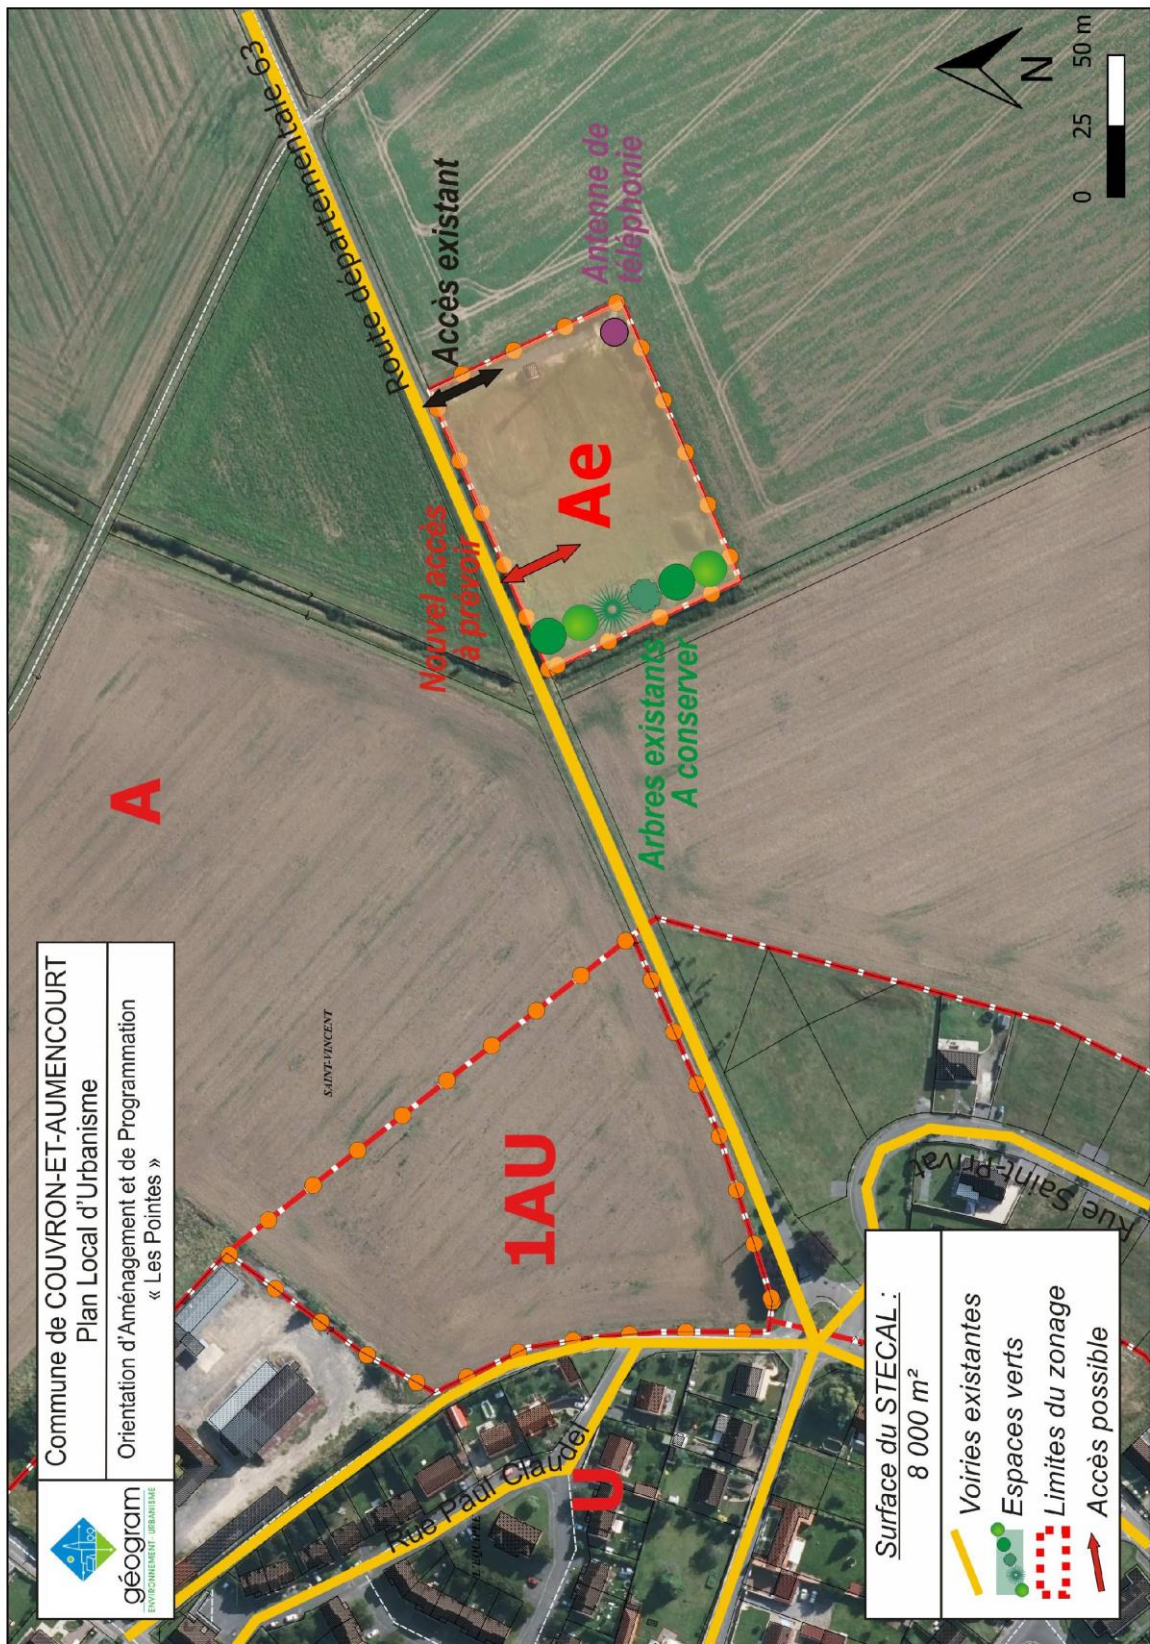 Commune de COUVRON-ET-AUMENCOURT
Plan Local d'Urbanisme
Orientation d'Aménagement et de Programmation
« Les Pointes »
géogram
ENVIRONNEMENT - URBANISME
Route départementale 63
A
SAINT-VINCENT
Nouvel accès
à prévoir
Accès existant
Antenne de
téléphonie
Ae
Arbres existants
A conserver
1AU
Rue Paul Claudel
U
Rue Saint-Privat
N
0 25 50 m
Surface du STECAL :
8 000 m²
Voiries existantes
Espaces verts
Limites du zonage
Accès possible